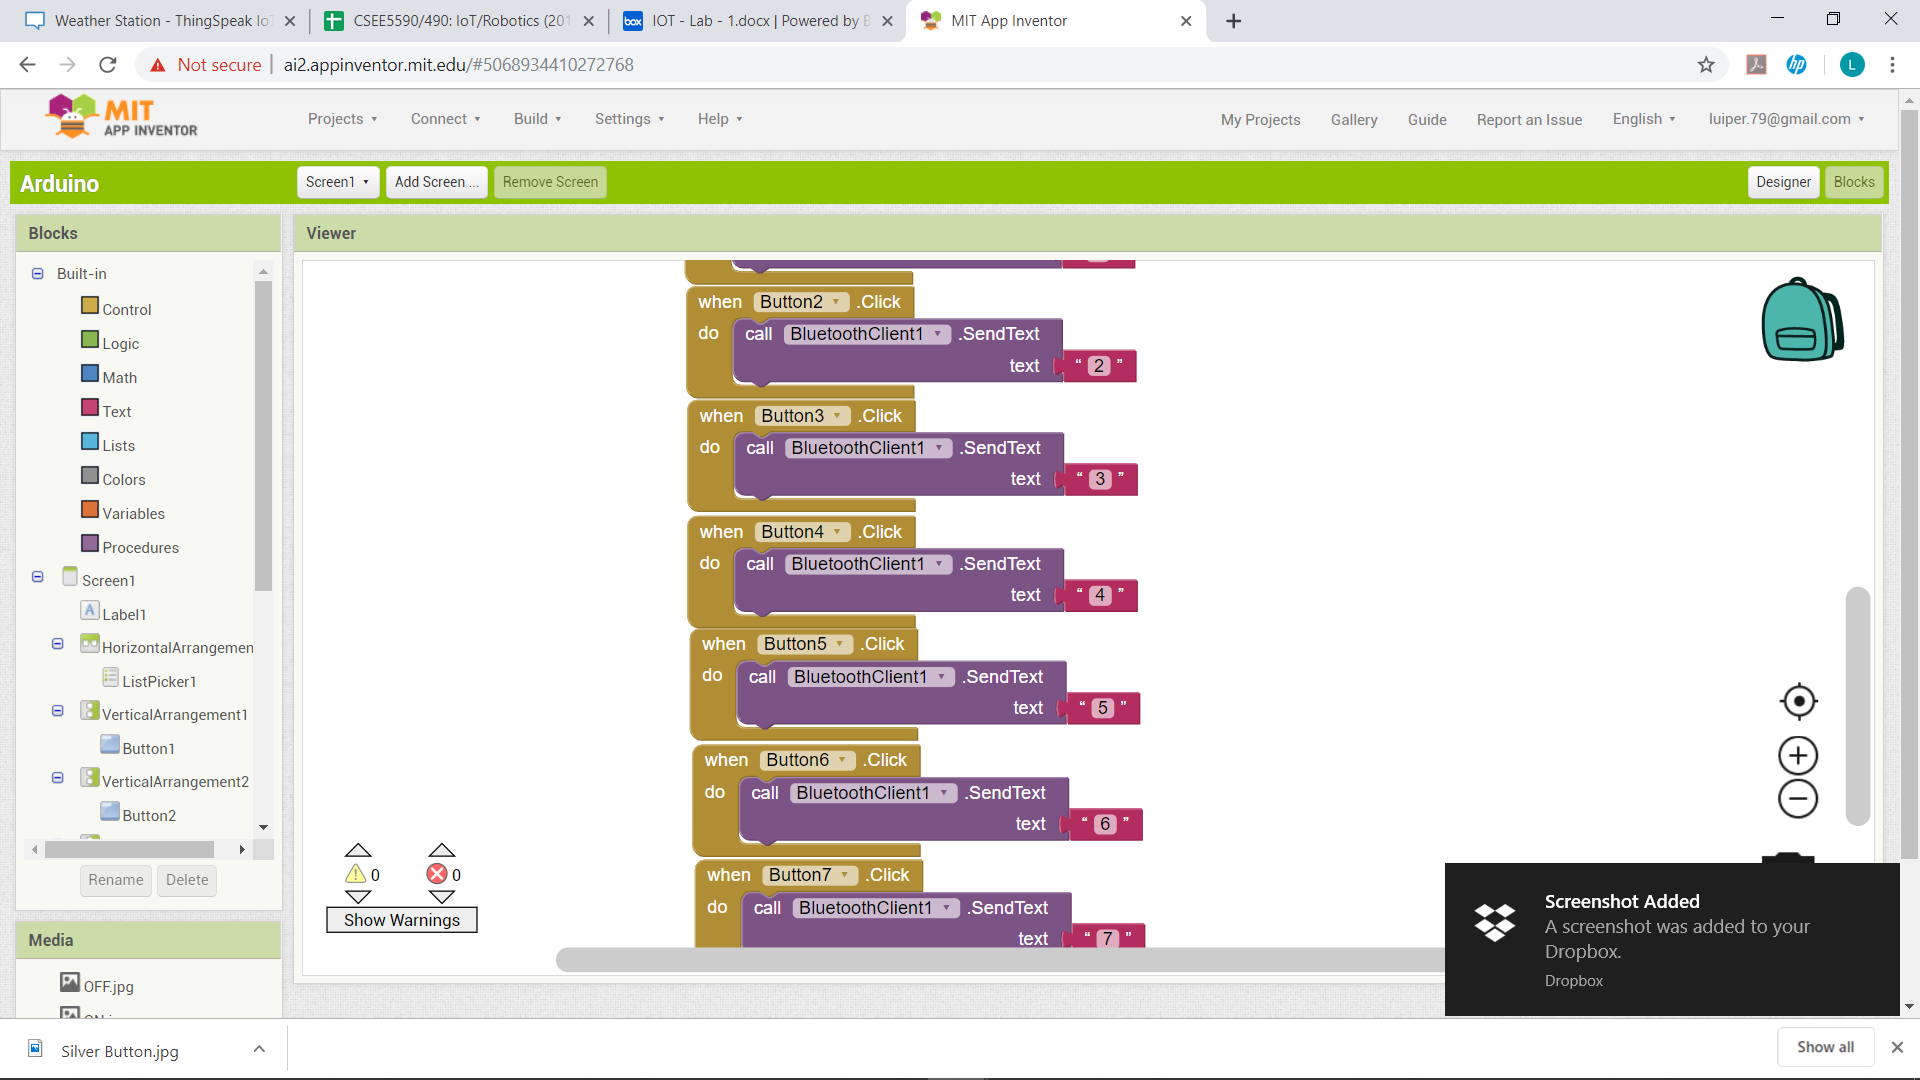 Weather Station - ThingSpeak IoT
CSEE5590/490: IoT/Robotics (201
IOT - Lab - 1.docx | Powered by B
MIT App Inventor
Not secure | ai2.appinventor.mit.edu/#5068934410272768
L
MIT
APP INVENTOR
Projects
Connect
Build
Settings
Help
My Projects
Gallery
Guide
Report an Issue
English
luiper.79@gmail.com
Arduino
Screen1
Add Screen ...
Remove Screen
Designer
Blocks
Blocks
Built-in
Control
Logic
Math
Text
Lists
Colors
Variables
Procedures
Screen1
Label1
HorizontalArrangemen
ListPicker1
VerticalArrangement1
Button1
VerticalArrangement2
Button2
Rename
Delete
Media
OFF.jpg
Viewer
when Button2 .Click
do call BluetoothClient1 .SendText
text “ 2 ”
when Button3 .Click
do call BluetoothClient1 .SendText
text “ 3 ”
when Button4 .Click
do call BluetoothClient1 .SendText
text “ 4 ”
when Button5 .Click
do call BluetoothClient1 .SendText
text “ 5 ”
when Button6 .Click
do call BluetoothClient1 .SendText
text “ 6 ”
when Button7 .Click
do call BluetoothClient1 .SendText
text “ 7 ”
0
0
Show Warnings
Screenshot Added
A screenshot was added to your
Dropbox.
Dropbox
Silver Button.jpg
Show all